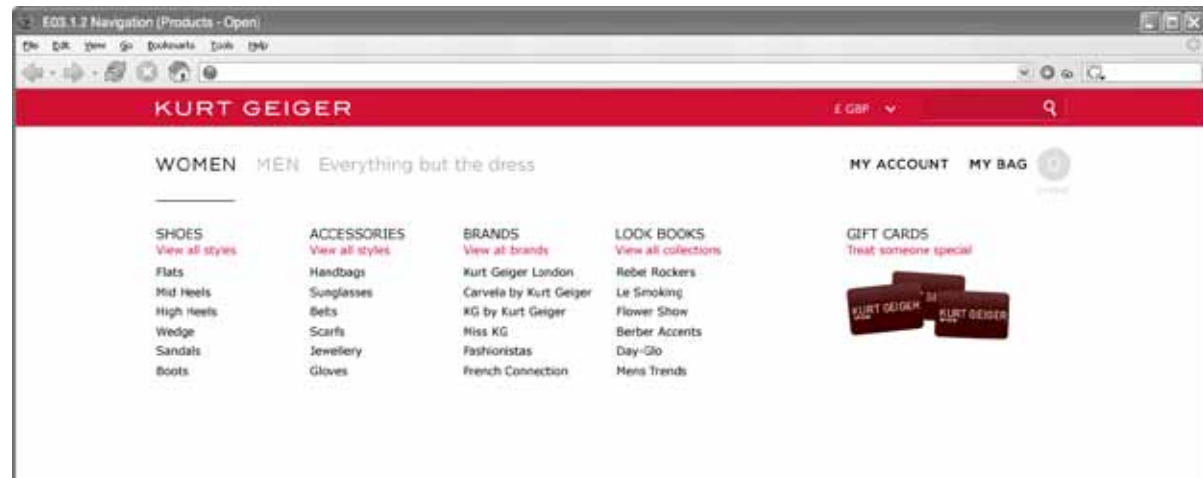 E03.1.2 Navigation (Products - Open)
File Edit View Go Bookmarks Tools Help
KURT GEIGER
£ GBP
WOMEN MEN Everything but the dress
MY ACCOUNT MY BAG 0
SHOES
View all styles
Flats
Mid Heels
High Heels
Wedge
Sandals
Boots
ACCESSORIES
View all styles
Handbags
Sunglasses
Belts
Scarfs
Jewellery
Gloves
BRANDS
View all brands
Kurt Geiger London
Carvela by Kurt Geiger
KG by Kurt Geiger
Miss KG
Fashionistas
French Connection
LOOK BOOKS
View all collections
Rebel Rockers
Le Smoking
Flower Show
Berber Accents
Day-Glo
Mens Trends
GIFT CARDS
Treat someone special
KURT GEIGER
KURT GEIGER